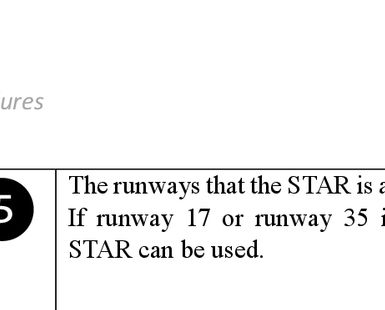 ures
5
The runways that the STAR is a
If runway 17 or runway 35 i
STAR can be used.